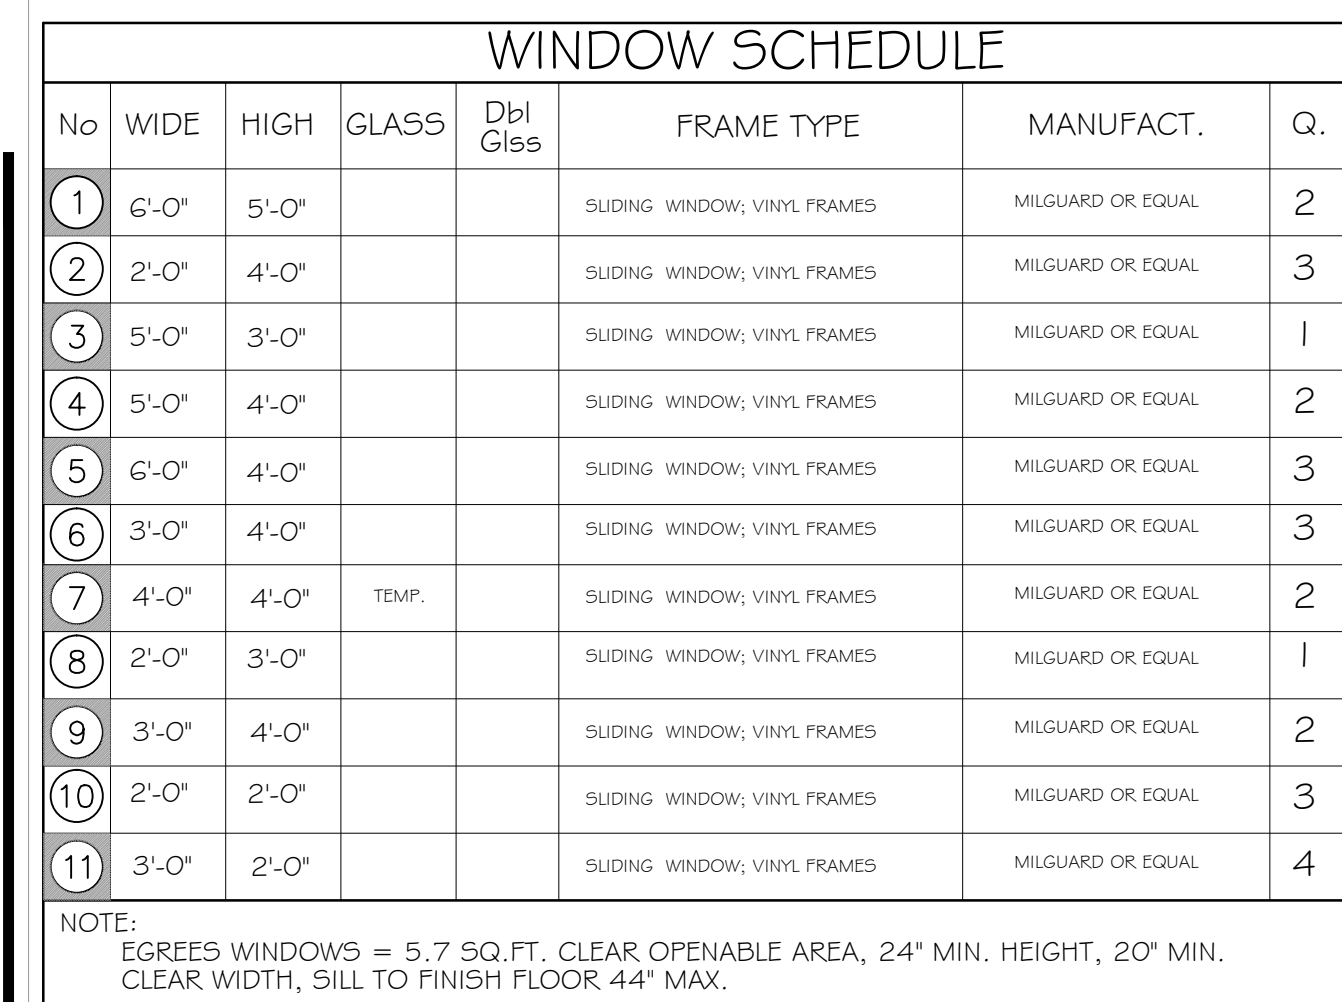 WINDOW SCHEDULE
No WIDE HIGH GLASS Dbl Glss FRAME TYPE MANUFACT. Q.
1 6'-0" 5'-0" SLIDING WINDOW; VINYL FRAMES MILGUARD OR EQUAL 2
2 2'-0" 4'-0" SLIDING WINDOW; VINYL FRAMES MILGUARD OR EQUAL 3
3 5'-0" 3'-0" SLIDING WINDOW; VINYL FRAMES MILGUARD OR EQUAL 1
4 5'-0" 4'-0" SLIDING WINDOW; VINYL FRAMES MILGUARD OR EQUAL 2
5 6'-0" 4'-0" SLIDING WINDOW; VINYL FRAMES MILGUARD OR EQUAL 3
6 3'-0" 4'-0" SLIDING WINDOW; VINYL FRAMES MILGUARD OR EQUAL 3
7 4'-0" 4'-0" TEMP. SLIDING WINDOW; VINYL FRAMES MILGUARD OR EQUAL 2
8 2'-0" 3'-0" SLIDING WINDOW; VINYL FRAMES MILGUARD OR EQUAL 1
9 3'-0" 4'-0" SLIDING WINDOW; VINYL FRAMES MILGUARD OR EQUAL 2
10 2'-0" 2'-0" SLIDING WINDOW; VINYL FRAMES MILGUARD OR EQUAL 3
11 3'-0" 2'-0" SLIDING WINDOW; VINYL FRAMES MILGUARD OR EQUAL 4
NOTE:
EGREES WINDOWS = 5.7 SQ.FT. CLEAR OPENABLE AREA, 24" MIN. HEIGHT, 20" MIN.
CLEAR WIDTH, SILL TO FINISH FLOOR 44" MAX.